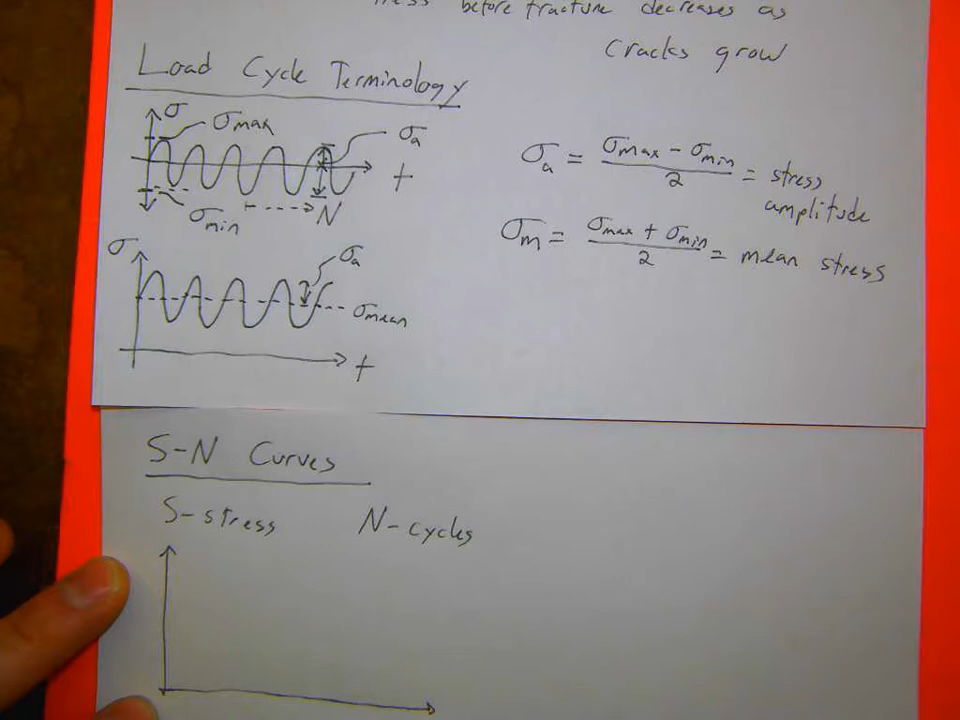 before fracture decreases as
cracks grow
Load Cycle Terminology
σ
σmax
σa
t
σmin
N
σa = (σmax - σmin)/2 = stress
amplitude
σm = (σmax + σmin)/2 = mean stress
σ
σa
σmean
t
S-N Curves
S-stress N-cycles